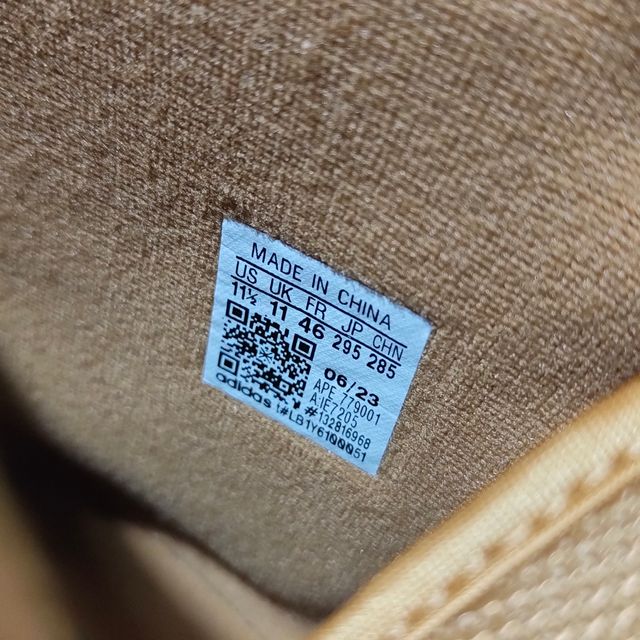 MADE IN CHINA
US UK FR JP CHN
11½ 11 46 295 285
06/23
APE 779001
A1E7205
#132816968
adidas t#LB1Y6100051